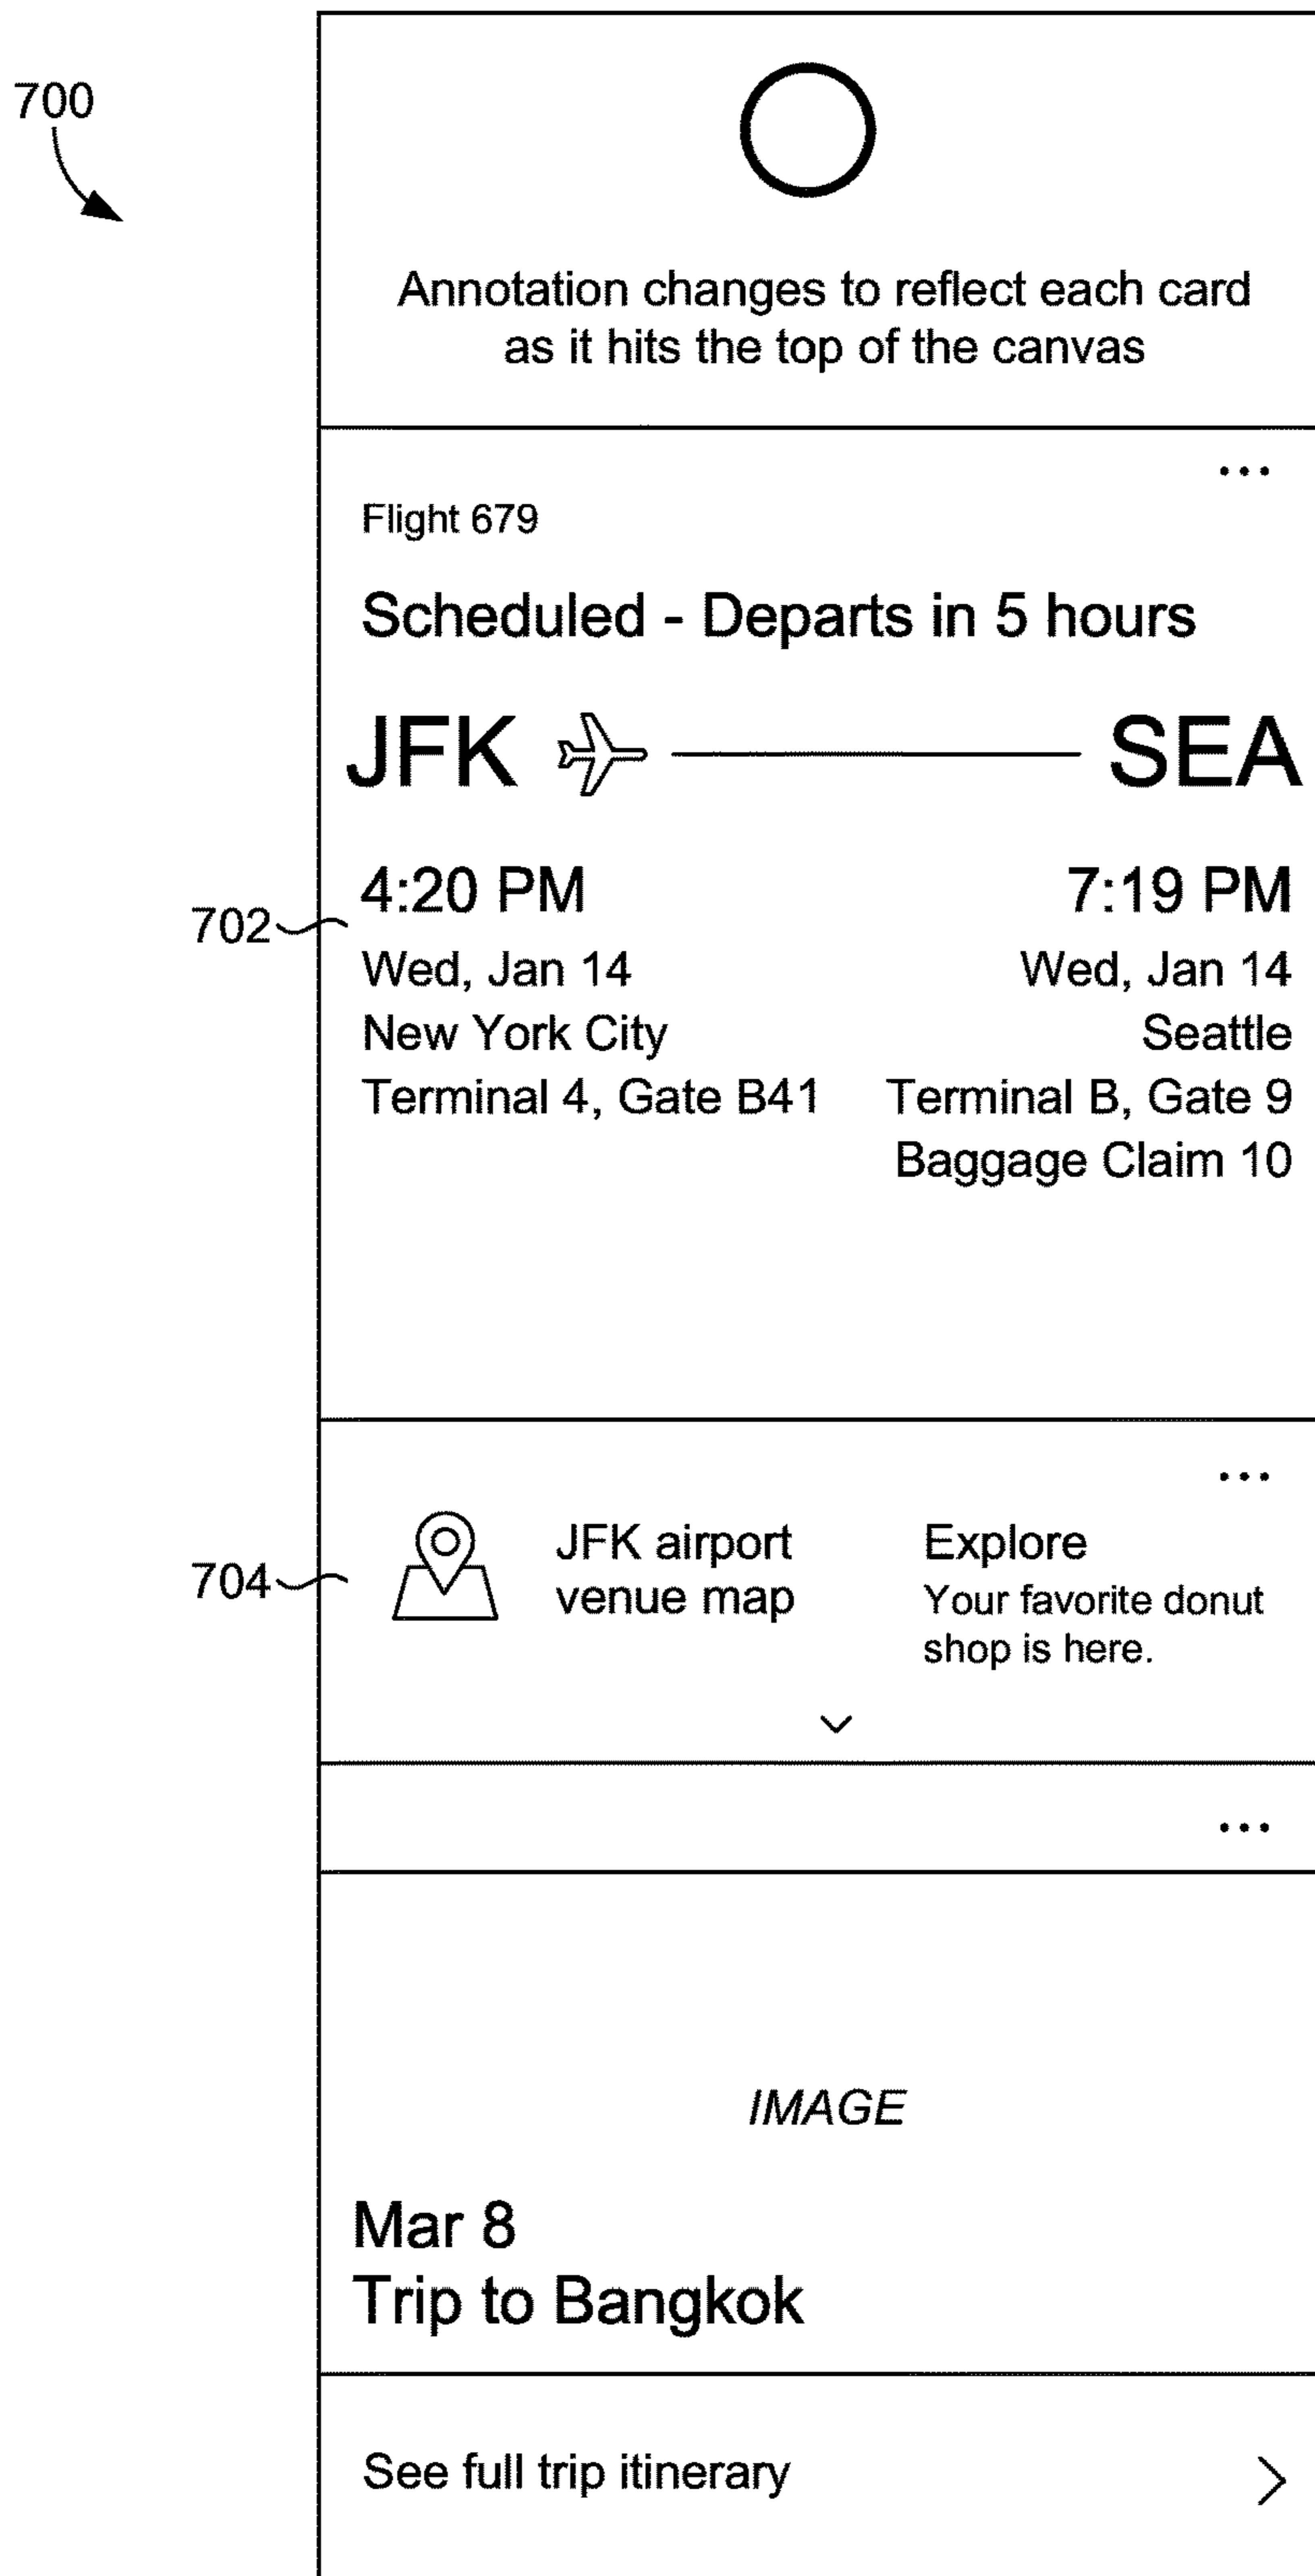 700
Annotation changes to reflect each card
as it hits the top of the canvas
...
Flight 679
Scheduled - Departs in 5 hours
JFK SEA
4:20 PM 7:19 PM
702
Wed, Jan 14 Wed, Jan 14
New York City Seattle
Terminal 4, Gate B41 Terminal B, Gate 9
Baggage Claim 10
...
704
JFK airport Explore
venue map Your favorite donut
shop is here.
...
IMAGE
Mar 8
Trip to Bangkok
See full trip itinerary >